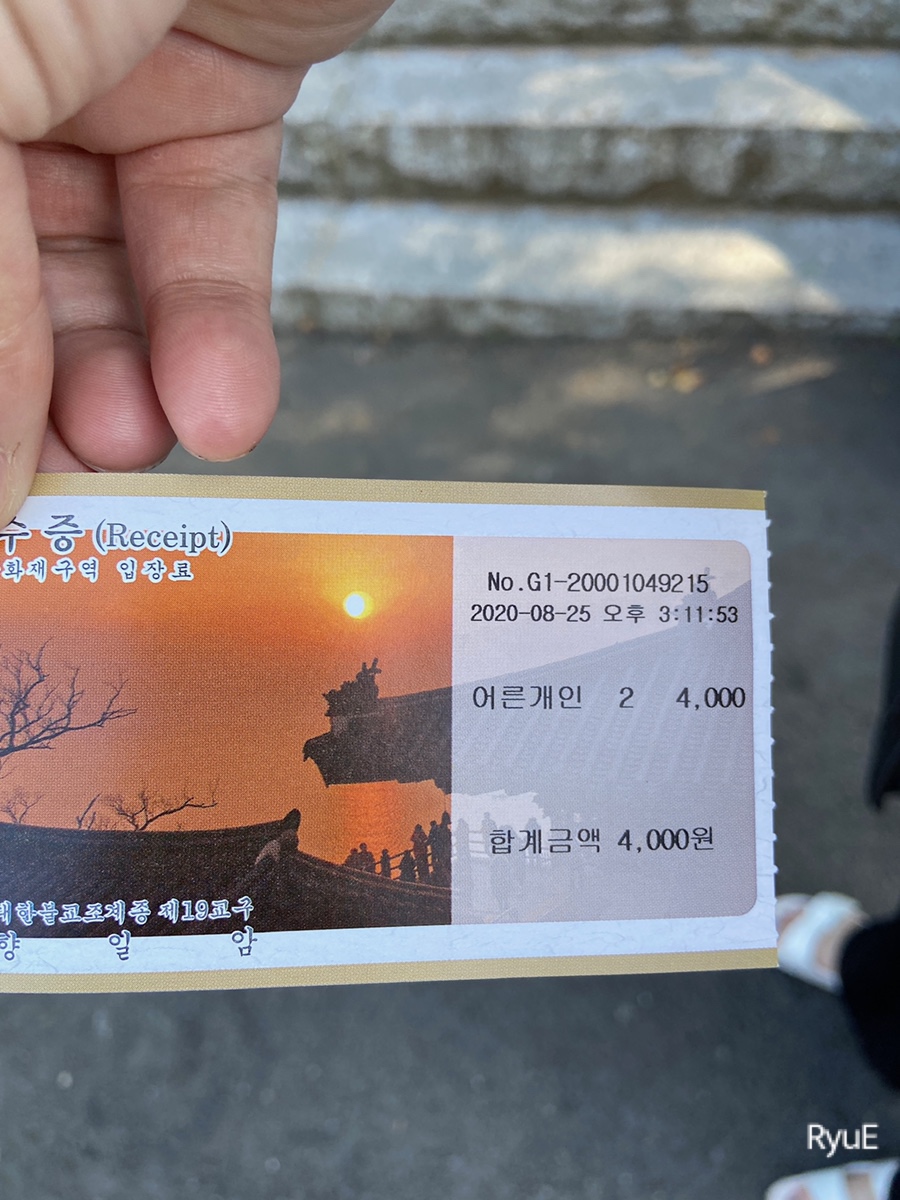 수 증 (Receipt)
화재구역 입장료
No.G1-20001049215
2020-08-25 오후 3:11:53
어른개인 2 4,000
합계금액 4,000원
대한불교조계종 제19교구
향 일 암
RyuE